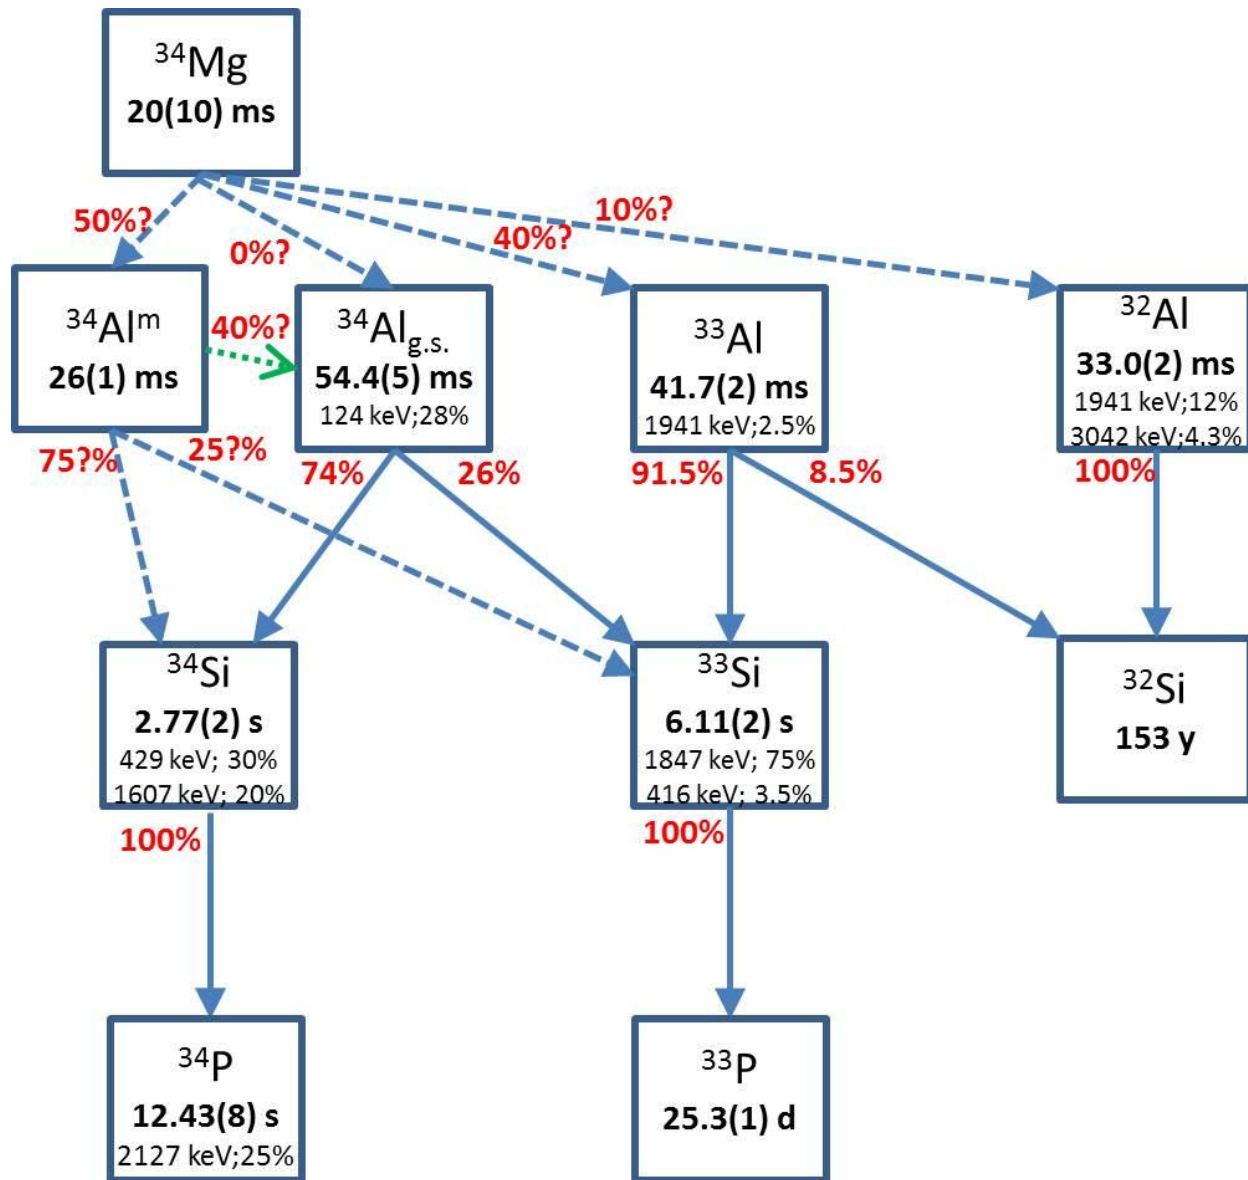 ³⁴Mg
20(10) ms
50%?
0%?
40%?
10%?
³⁴Alᵐ
26(1) ms
40%?
³⁴Al_g.s.
54.4(5) ms
124 keV;28%
³³Al
41.7(2) ms
1941 keV;2.5%
³²Al
33.0(2) ms
1941 keV;12%
3042 keV;4.3%
75?%
25?%
74%
26%
91.5%
8.5%
100%
³⁴Si
2.77(2) s
429 keV; 30%
1607 keV; 20%
³³Si
6.11(2) s
1847 keV; 75%
416 keV; 3.5%
³²Si
153 y
100%
100%
³⁴P
12.43(8) s
2127 keV;25%
³³P
25.3(1) d